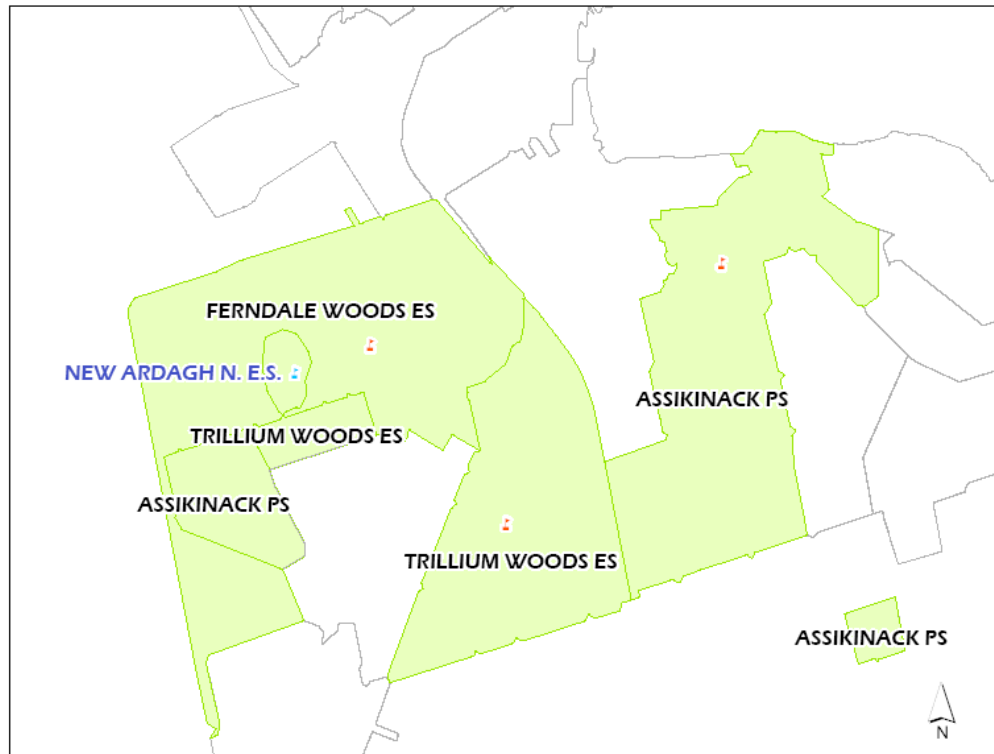 FERNDALE WOODS ES
NEW ARDAGH N. E.S.
ASSIKINACK PS
TRILLIUM WOODS ES
ASSIKINACK PS
TRILLIUM WOODS ES
ASSIKINACK PS
N